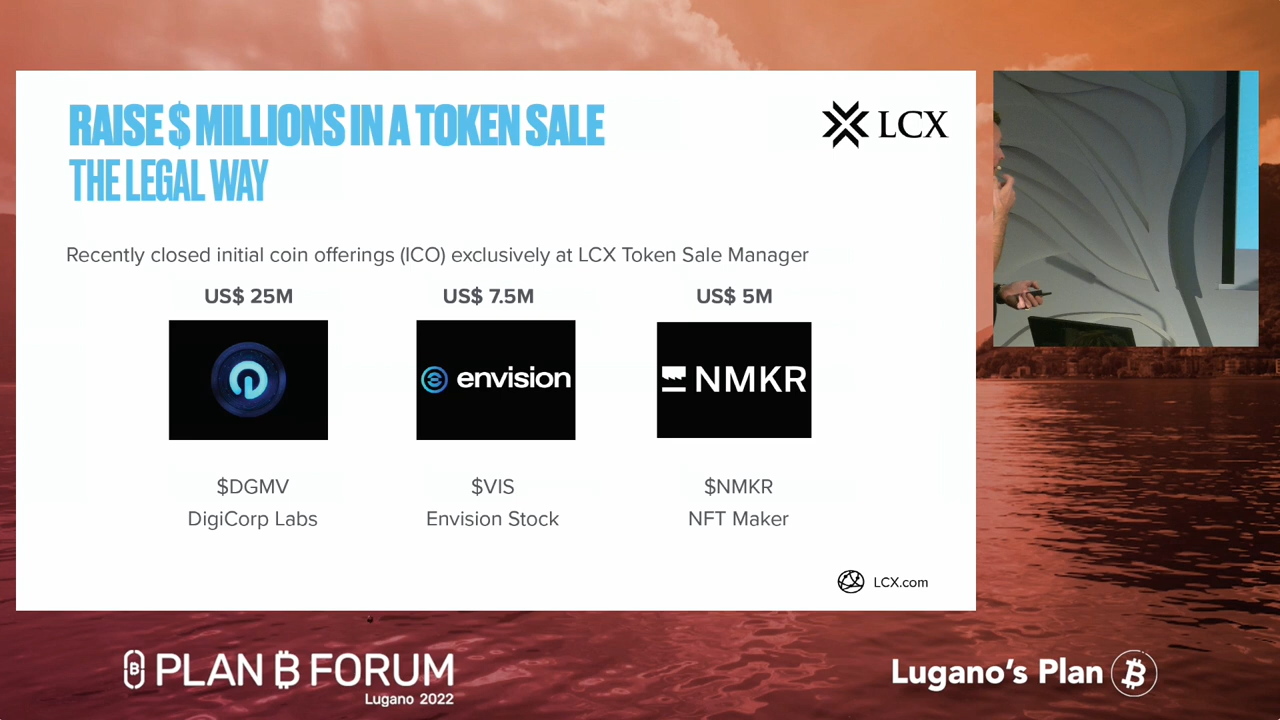 RAISE $ MILLIONS IN A TOKEN SALE
THE LEGAL WAY
LCX
Recently closed initial coin offerings (ICO) exclusively at LCX Token Sale Manager
US$ 25M
US$ 7.5M
US$ 5M
envision
NMKR
$DGMV
$VIS
$NMKR
DigiCorp Labs
Envision Stock
NFT Maker
LCX.com
PLAN ₿ FORUM
Lugano 2022
Lugano's Plan ₿